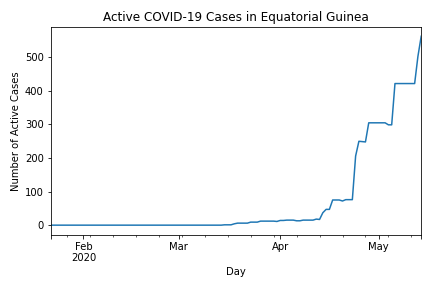 Active COVID-19 Cases in Equatorial Guinea
Number of Active Cases
500
400
300
200
100
0
Feb
2020
Mar
Apr
May
Day